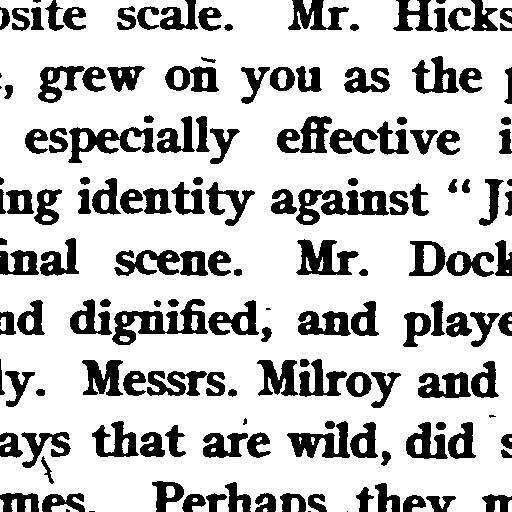 osite scale. Mr. Hicks
, grew on you as the
especially effective
ing identity against "Ji
inal scene. Mr. Dock
nd dignified, and playe
ly. Messrs. Milroy and
ays that are wild, did s
mes. Perhaps they m